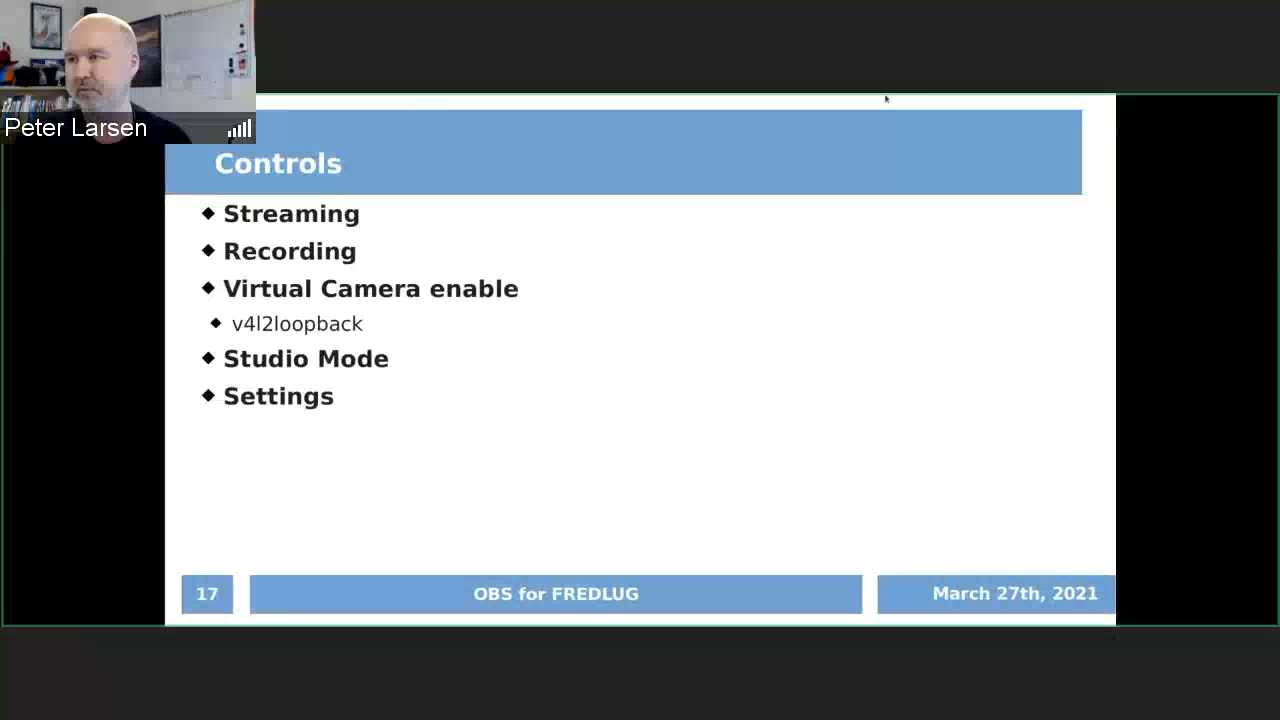 Peter Larsen
Controls
Streaming
Recording
Virtual Camera enable
v4l2loopback
Studio Mode
Settings
17
OBS for FREDLUG
March 27th, 2021